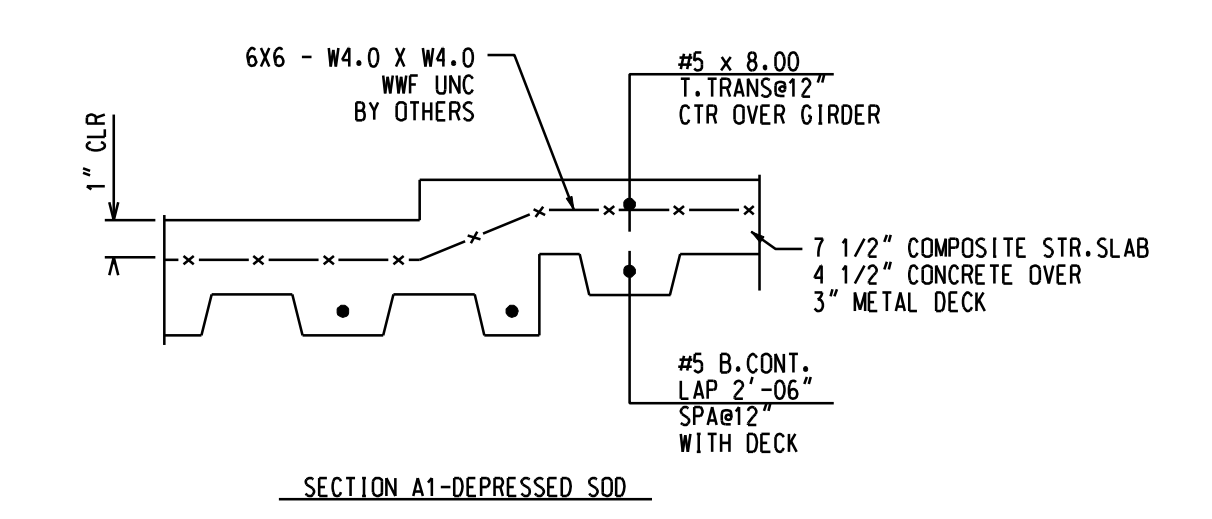 6X6 - W4.0 X W4.0
WWF UNC
BY OTHERS
#5 x 8.00
T.TRANS@12"
CTR OVER GIRDER
1" CLR
7 1/2" COMPOSITE STR.SLAB
4 1/2" CONCRETE OVER
3" METAL DECK
#5 B.CONT.
LAP 2'-06"
SPA@12"
WITH DECK
SECTION A1-DEPRESSED SOD